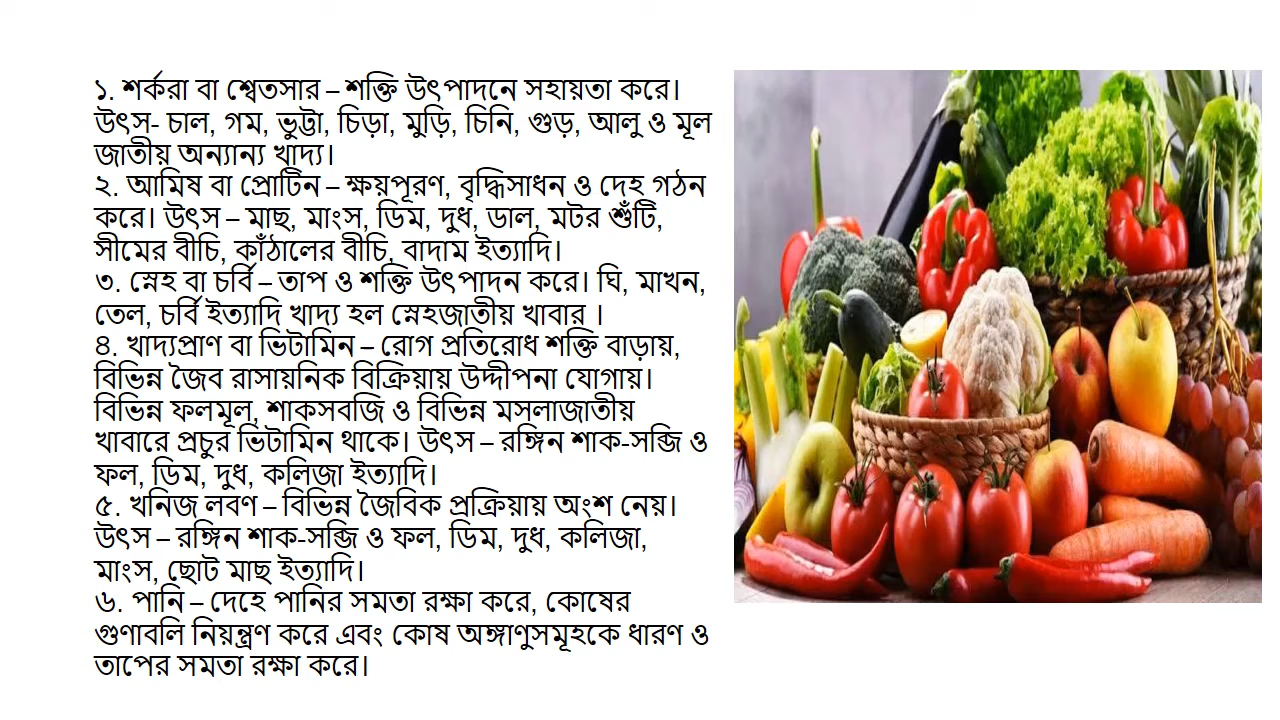 ১. শর্করা বা শ্বেতসার – শক্তি উৎপাদনে সহায়তা করে।
উৎস- চাল, গম, ভুট্টা, চিড়া, মুড়ি, চিনি, গুড়, আলু ও মূল
জাতীয় অন্যান্য খাদ্য।
২. আমিষ বা প্রোটিন – ক্ষয়পূরণ, বৃদ্ধিসাধন ও দেহ গঠন
করে। উৎস – মাছ, মাংস, ডিম, দুধ, ডাল, মটর শুঁটি,
সীমের বীচি, কাঁঠালের বীচি, বাদাম ইত্যাদি।
৩. স্নেহ বা চর্বি – তাপ ও শক্তি উৎপাদন করে। ঘি, মাখন,
তেল, চর্বি ইত্যাদি খাদ্য হল স্নেহজাতীয় খাবার ।
৪. খাদ্যপ্রাণ বা ভিটামিন – রোগ প্রতিরোধ শক্তি বাড়ায়,
বিভিন্ন জৈব রাসায়নিক বিক্রিয়ায় উদ্দীপনা যোগায়।
বিভিন্ন ফলমূল, শাকসবজি ও বিভিন্ন মসলাজাতীয়
খাবারে প্রচুর ভিটামিন থাকে। উৎস – রঙ্গিন শাক-সব্জি ও
ফল, ডিম, দুধ, কলিজা ইত্যাদি।
৫. খনিজ লবণ – বিভিন্ন জৈবিক প্রক্রিয়ায় অংশ নেয়।
উৎস – রঙ্গিন শাক-সব্জি ও ফল, ডিম, দুধ, কলিজা,
মাংস, ছোট মাছ ইত্যাদি।
৬. পানি – দেহে পানির সমতা রক্ষা করে, কোষের
গুণাবলি নিয়ন্ত্রণ করে এবং কোষ অঙ্গাণুসমূহকে ধারণ ও
তাপের সমতা রক্ষা করে।